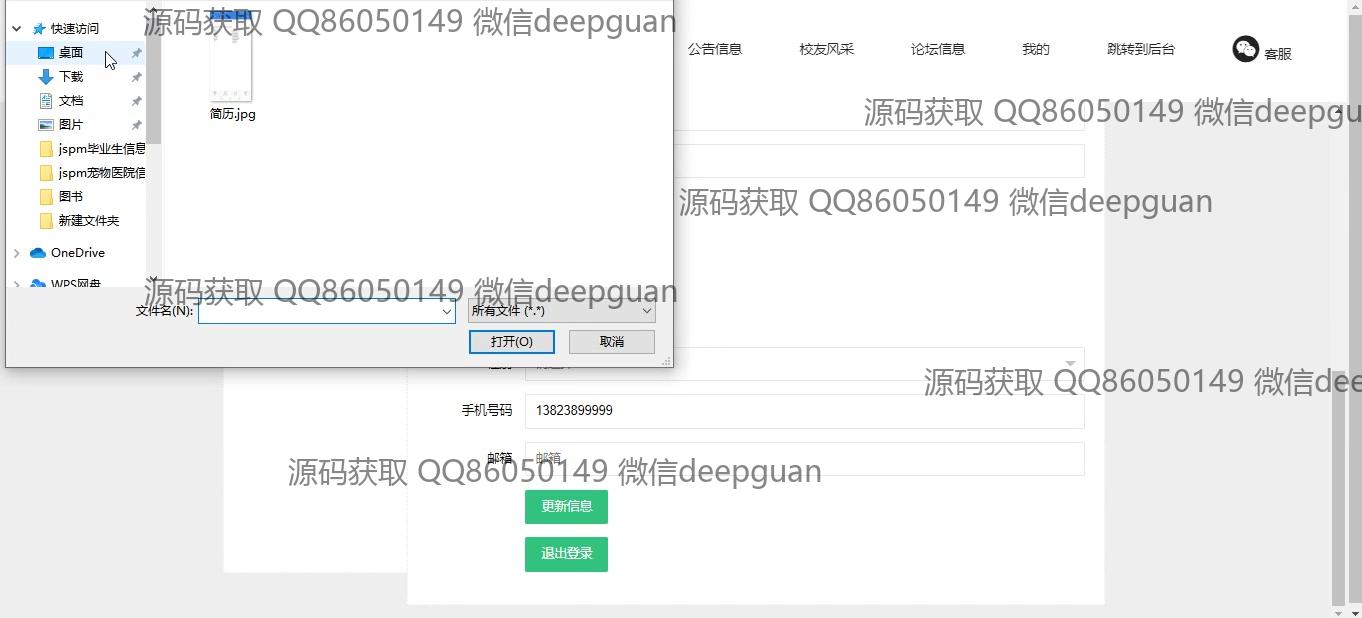 源码获取 QQ86050149 微信deepguan
快速访问
桌面
下载
文档
图片
jspm毕业生信息
jspm宠物医院信
图书
新建文件夹
OneDrive
WPS网盘
简历.jpg
公告信息 校友风采 论坛信息 我的 跳转到后台 客服
源码获取 QQ86050149 微信deepgu
源码获取 QQ86050149 微信deepguan
源码获取 QQ86050149 微信deepguan
文件名(N): 所有文件 (*.*)
打开(O) 取消
源码获取 QQ86050149 微信dee
手机号码 13823899999
邮箱 邮箱
源码获取 QQ86050149 微信deepguan
更新信息
退出登录